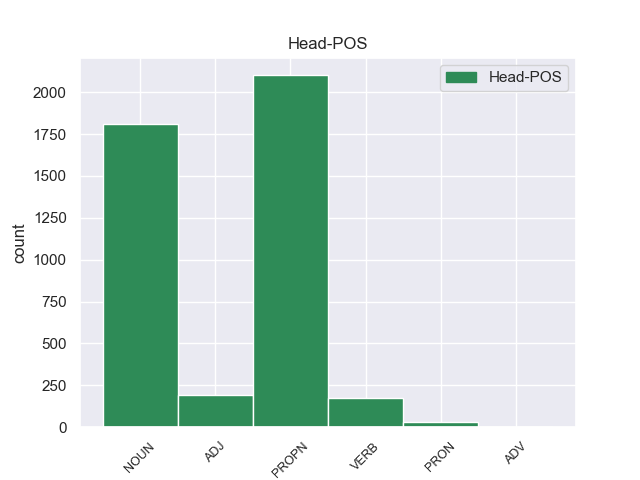 Head-POS
Head-POS
2000
1750
1500
1250
1000
750
500
250
0
count
NOUN
ADJ
PROPN
VERB
PRON
ADV